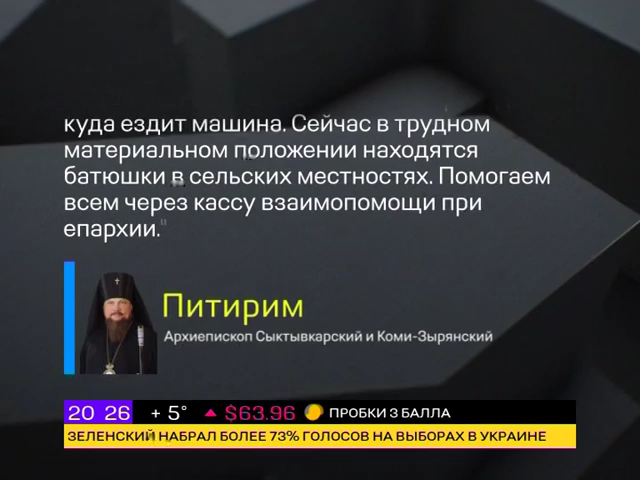 куда ездит машина. Сейчас в трудном
материальном положении находятся
батюшки в сельских местностях. Помогаем
всем через кассу взаимопомощи при
епархии."
Питирим
Архиепископ Сыктывкарский и Коми-Зырянский
20 26 + 5° ▲ $63.96 ПРОБКИ 3 БАЛЛА
ЗЕЛЕНСКИЙ НАБРАЛ БОЛЕЕ 73% ГОЛОСОВ НА ВЫБОРАХ В УКРАИНЕ